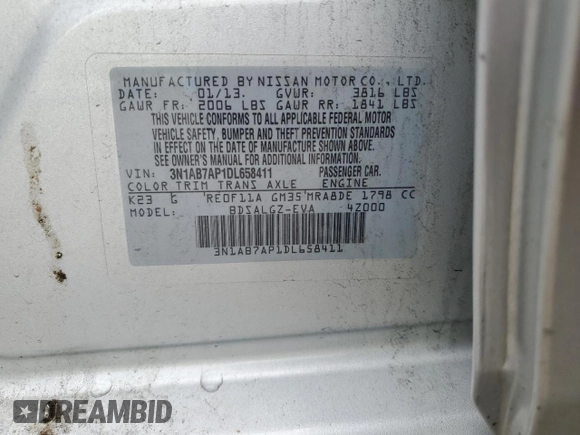 MANUFACTURED BY NISSAN MOTOR CO., LTD.
DATE: 01/13. GVWR: 3816 LBS
GAWR FR: 2006 LBS GAWR RR: 1841 LBS
THIS VEHICLE CONFORMS TO ALL APPLICABLE FEDERAL MOTOR
VEHICLE SAFETY, BUMPER AND THEFT PREVENTION STANDARDS
IN EFFECT ON THE DATE OF MANUFACTURE SHOWN ABOVE.
SEE OWNER'S MANUAL FOR ADDITIONAL INFORMATION.
VIN: 3N1AB7AP1DL658411 PASSENGER CAR.
COLOR TRIM TRANS AXLE ENGINE
K23 G RE0F11A GM35 MRA8DE 1798 CC
MODEL: BDSALGZ-EVA 4Z000
3N1AB7AP1DL658411
DREAMBID